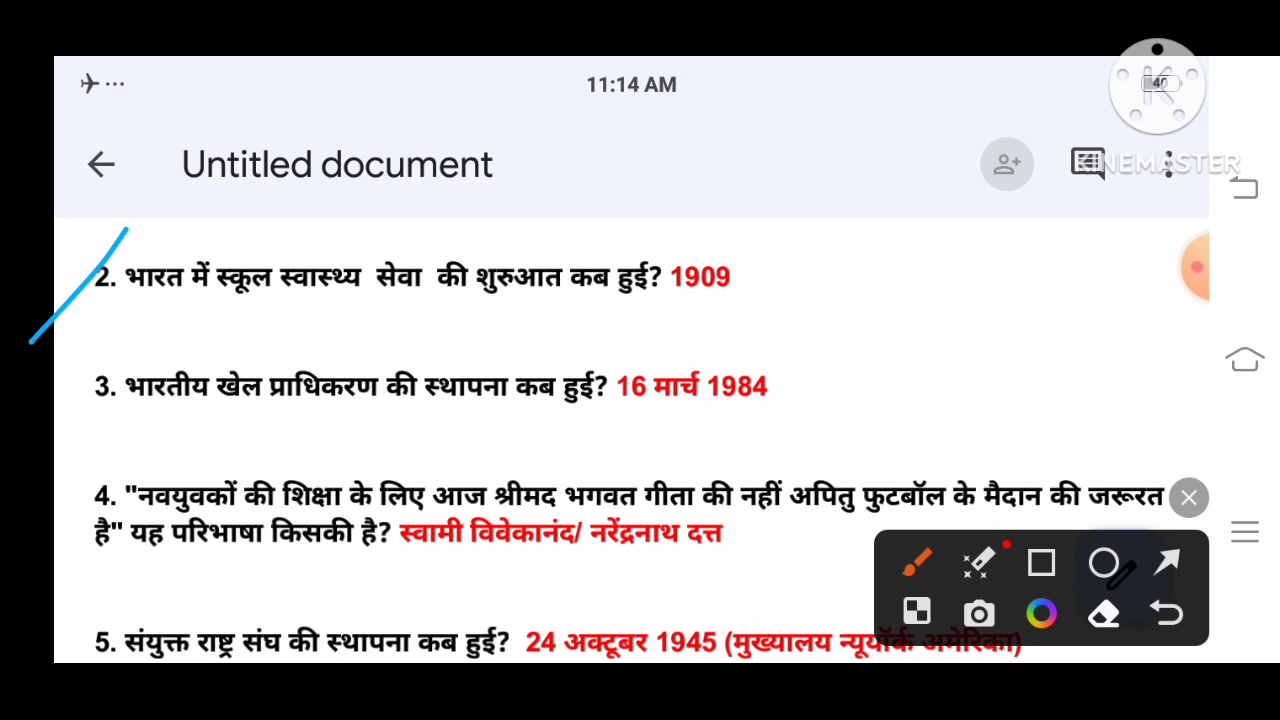 11:14 AM
40
Untitled document
KINEMASTER
2. भारत में स्कूल स्वास्थ्य सेवा की शुरुआत कब हुई? 1909
3. भारतीय खेल प्राधिकरण की स्थापना कब हुई? 16 मार्च 1984
4. "नवयुवकों की शिक्षा के लिए आज श्रीमद भगवत गीता की नहीं अपितु फुटबॉल के मैदान की जरूरत
है" यह परिभाषा किसकी है? स्वामी विवेकानंद/ नरेंद्रनाथ दत्त
5. संयुक्त राष्ट्र संघ की स्थापना कब हुई? 24 अक्टूबर 1945 (मुख्यालय न्यूयॉर्क अमेरिका)